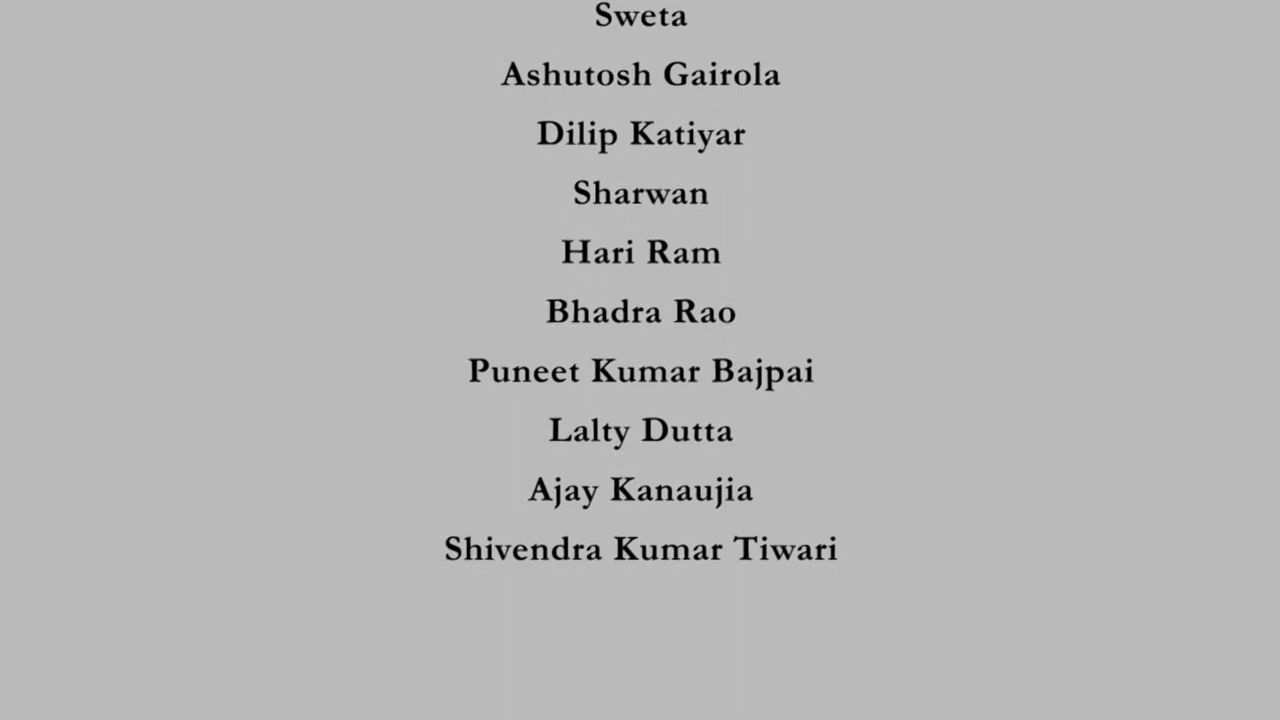 Sweta
Ashutosh Gairola
Dilip Katiyar
Sharwan
Hari Ram
Bhadra Rao
Puneet Kumar Bajpai
Lalty Dutta
Ajay Kanaujia
Shivendra Kumar Tiwari